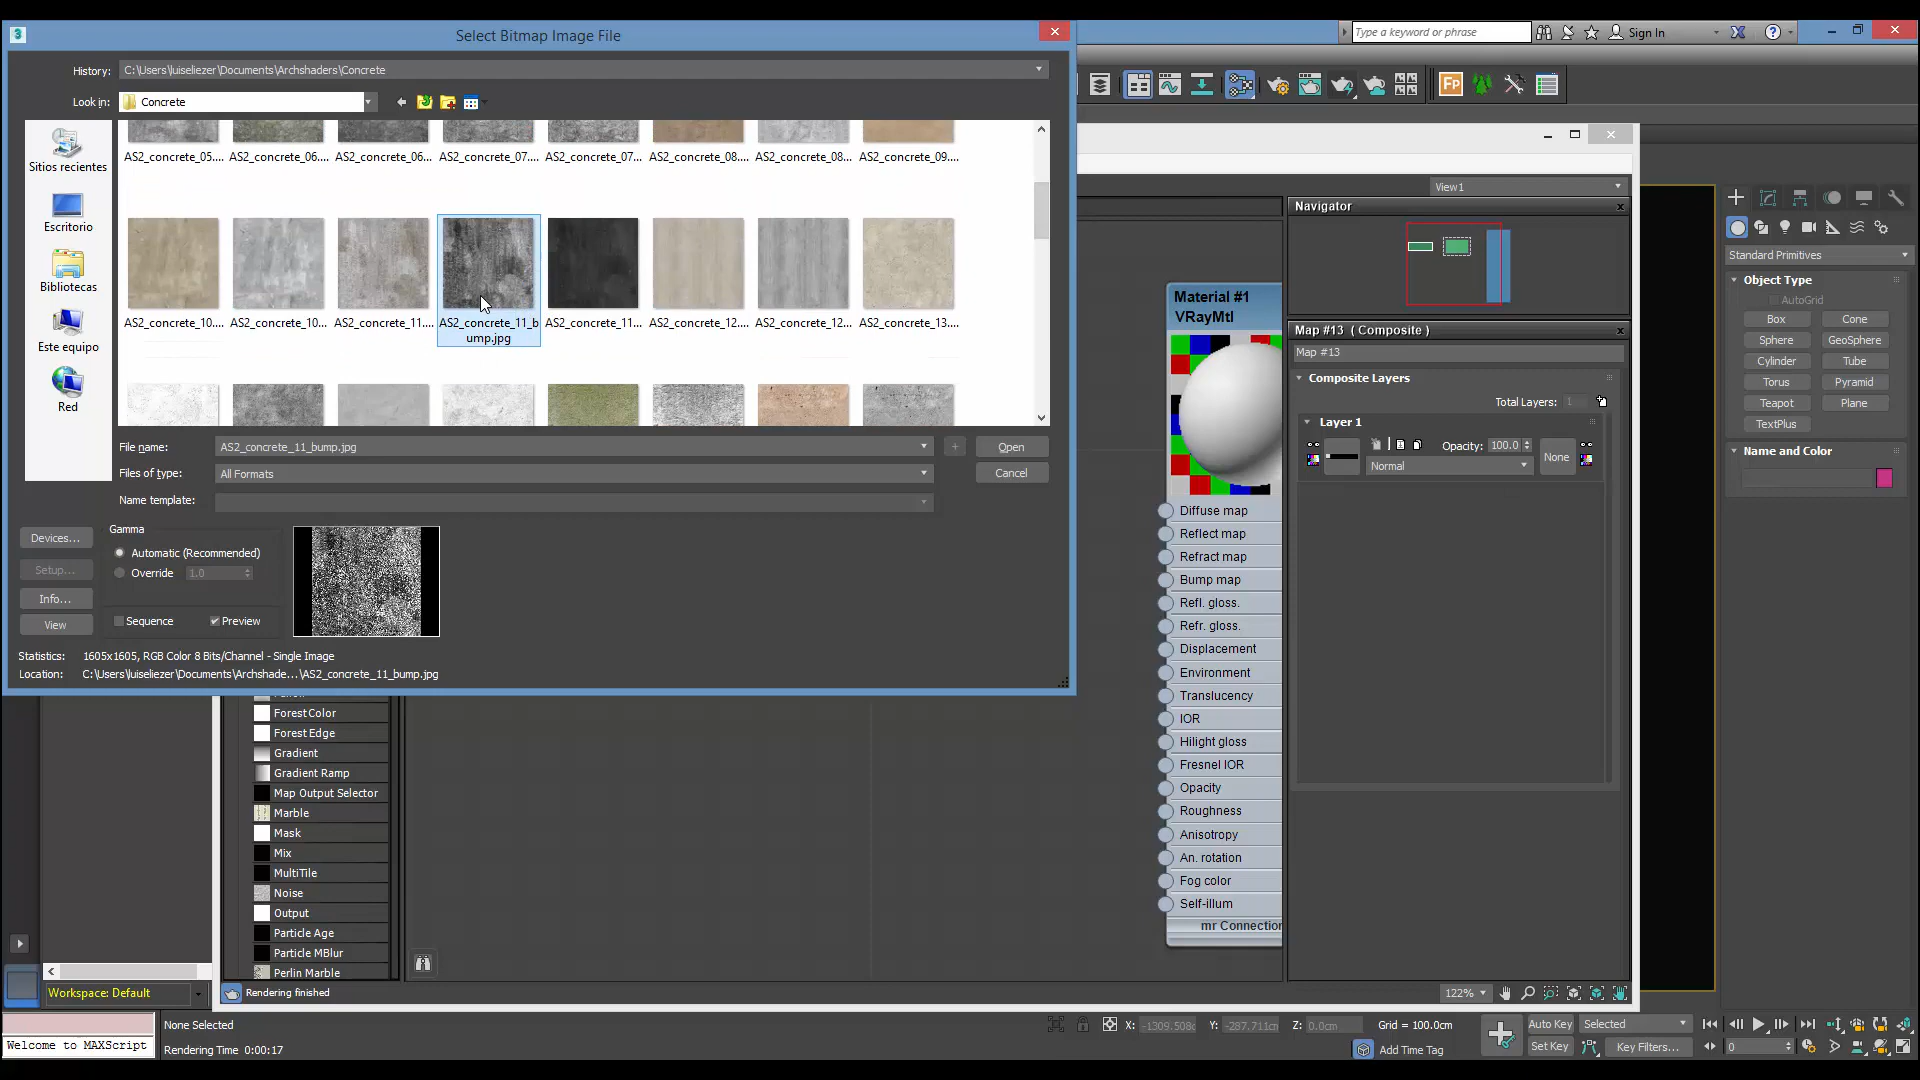 Select Bitmap Image File
History: C:\Users\luiseliezer\Documents\Archshaders\Concrete
Look in: Concrete
Sitios recientes
Escritorio
Bibliotecas
Este equipo
Red
AS2_concrete_05.... AS2_concrete_06.... AS2_concrete_06.... AS2_concrete_07.... AS2_concrete_07.... AS2_concrete_08.... AS2_concrete_08.... AS2_concrete_09....
AS2_concrete_10.... AS2_concrete_10.... AS2_concrete_11.... AS2_concrete_11_b
ump.jpg
AS2_concrete_11.... AS2_concrete_12.... AS2_concrete_12.... AS2_concrete_13....
File name: AS2_concrete_11_bump.jpg
Open
Files of type: All Formats
Cancel
Name template:
Devices...
Setup...
Info...
View
Gamma
Automatic (Recommended)
Override 1.0
Sequence
Preview
Statistics: 1605x1605, RGB Color 8 Bits/Channel - Single Image
Location: C:\Users\luiseliezer\Documents\Archshade...\AS2_concrete_11_bump.jpg
Type a keyword or phrase
Sign In
Fp
View1
Navigator
Material #1
VRayMtl
Diffuse map
Reflect map
Refract map
Bump map
Refl. gloss.
Refr. gloss.
Displacement
Environment
Translucency
IOR
Hilight gloss
Fresnel IOR
Opacity
Roughness
Anisotropy
An. rotation
Fog color
Self-illum
mr Connection
Map #13 ( Composite )
Map #13
Composite Layers
Total Layers: 1
Layer 1
Opacity: 100.0
Normal
None
Standard Primitives
Object Type
AutoGrid
Box Cone
Sphere GeoSphere
Cylinder Tube
Torus Pyramid
Teapot Plane
TextPlus
Name and Color
Forest Color
Forest Edge
Gradient
Gradient Ramp
Map Output Selector
Marble
Mask
Mix
MultiTile
Noise
Output
Particle Age
Particle MBlur
Perlin Marble
Rendering finished
122%
Workspace: Default
Welcome to MAXScript
None Selected
Rendering Time 0:00:17
X: -1309.508c Y: -287.711cm Z: 0.0cm Grid = 100.0cm
Add Time Tag
Auto Key
Set Key
Selected
Key Filters...
0